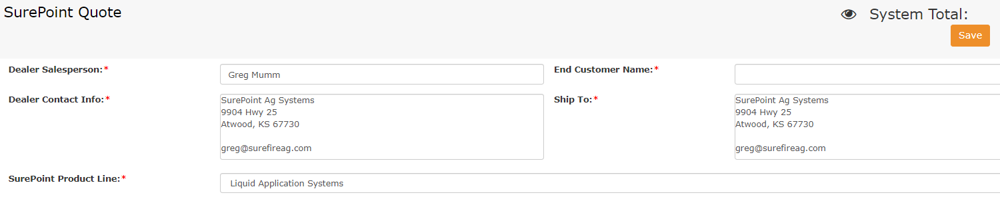 SurePoint Quote
System Total:
Save
Dealer Salesperson:*
Greg Mumm
End Customer Name:*
Dealer Contact Info:*
SurePoint Ag Systems
9904 Hwy 25
Atwood, KS 67730
greg@surefireag.com
Ship To:*
SurePoint Ag Systems
9904 Hwy 25
Atwood, KS 67730
greg@surefireag.com
SurePoint Product Line:*
Liquid Application Systems